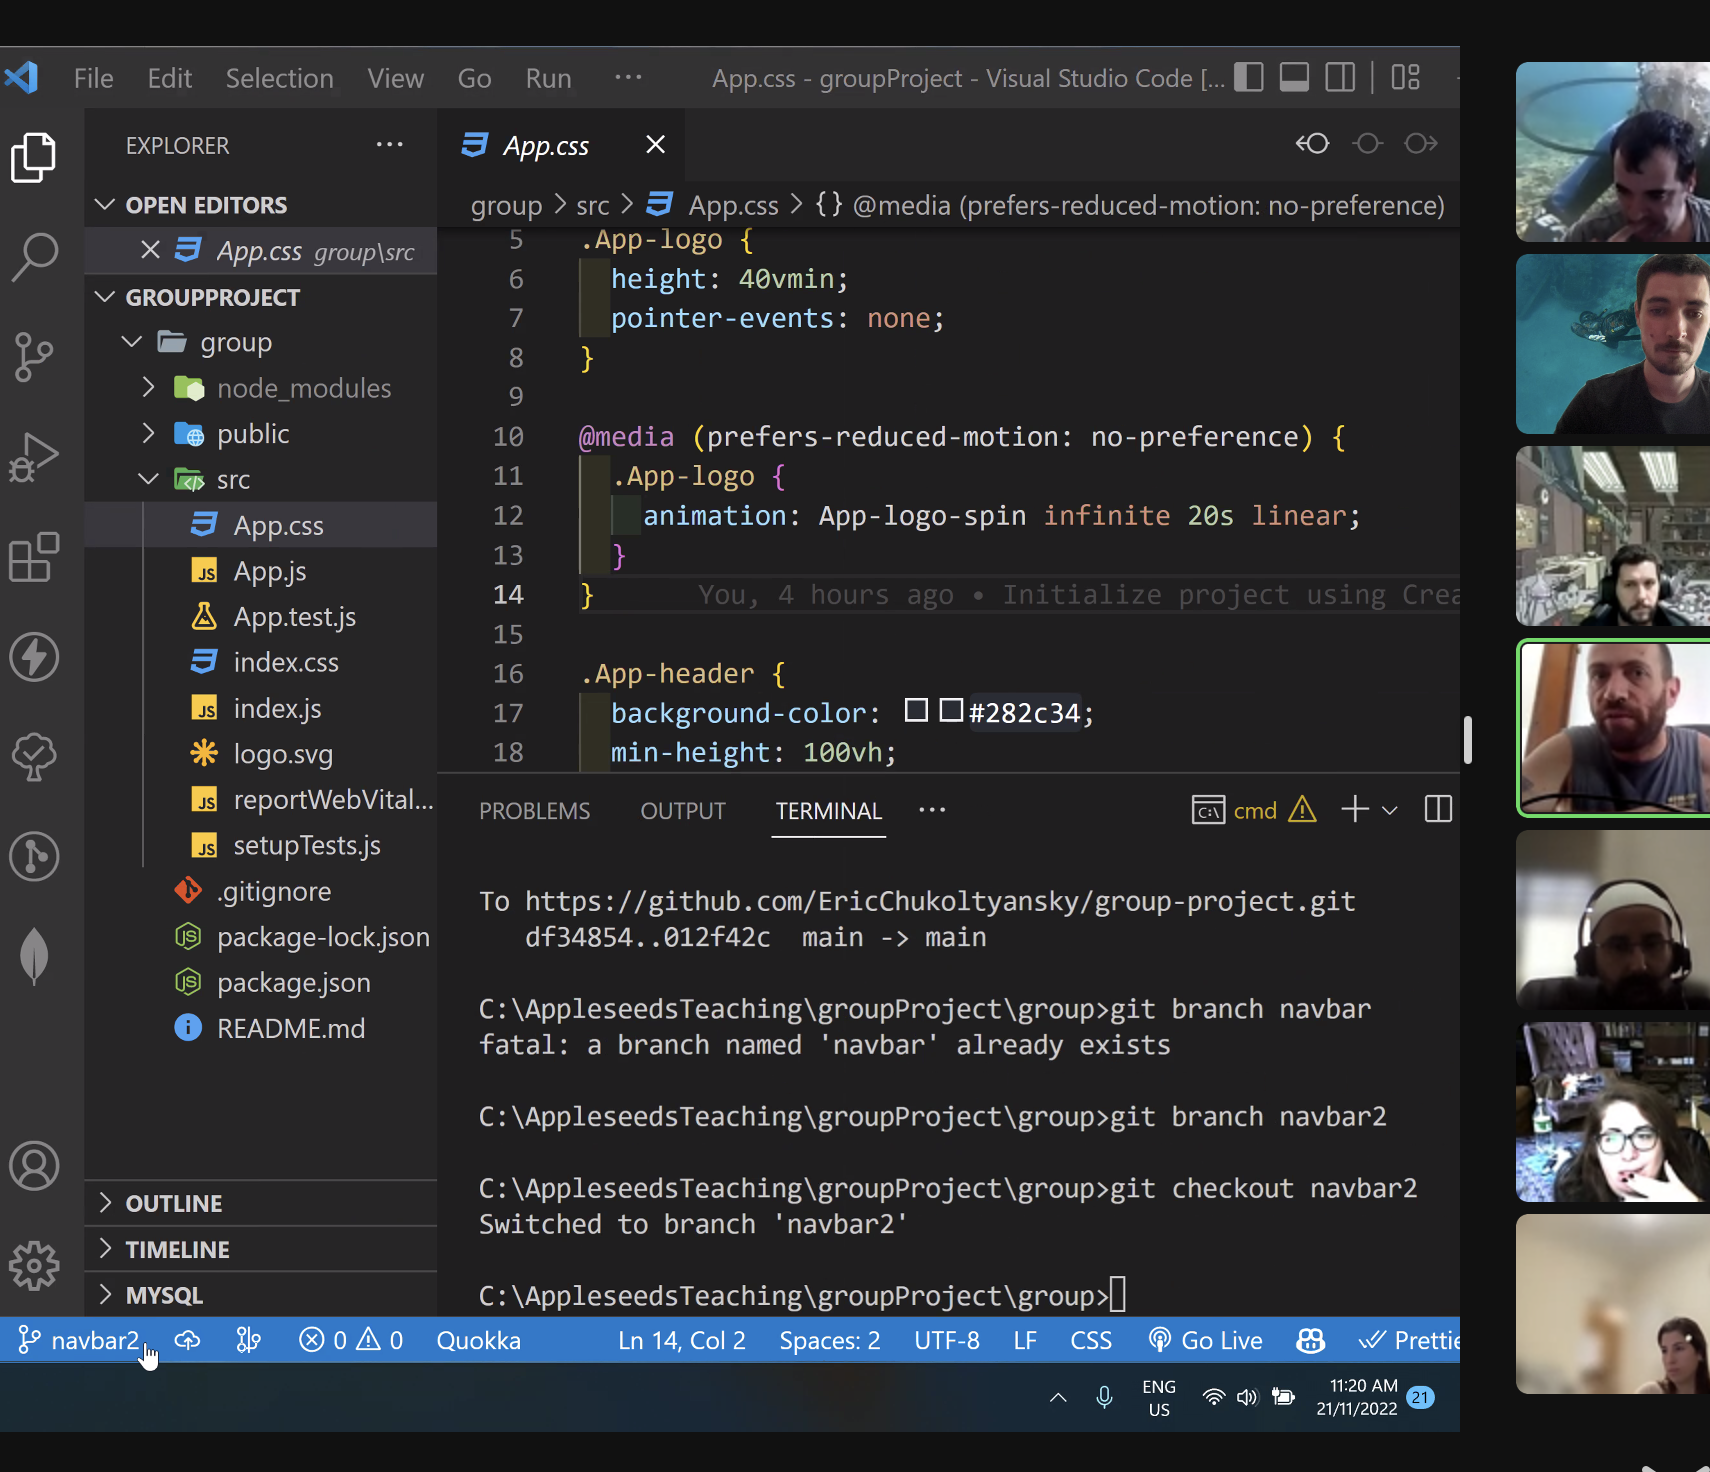 File Edit Selection View Go Run ··· App.css - groupProject - Visual Studio Code [...
EXPLORER ···
OPEN EDITORS
App.css group\src
GROUPPROJECT
group
node_modules
public
src
App.css
App.js
App.test.js
index.css
index.js
logo.svg
reportWebVital...
setupTests.js
.gitignore
package-lock.json
package.json
README.md
OUTLINE
TIMELINE
MYSQL
App.css
group > src > App.css > {} @media (prefers-reduced-motion: no-preference)
5 .App-logo {
6 height: 40vmin;
7 pointer-events: none;
8 }
9
10 @media (prefers-reduced-motion: no-preference) {
11 .App-logo {
12 animation: App-logo-spin infinite 20s linear;
13 }
14 } You, 4 hours ago • Initialize project using Crea
15
16 .App-header {
17 background-color: #282c34;
18 min-height: 100vh;
PROBLEMS OUTPUT TERMINAL ··· cmd
To https://github.com/EricChukoltyansky/group-project.git
df34854..012f42c main -> main
C:\AppleseedsTeaching\groupProject\group>git branch navbar
fatal: a branch named 'navbar' already exists
C:\AppleseedsTeaching\groupProject\group>git branch navbar2
C:\AppleseedsTeaching\groupProject\group>git checkout navbar2
Switched to branch 'navbar2'
C:\AppleseedsTeaching\groupProject\group>
navbar2 0 0 Quokka Ln 14, Col 2 Spaces: 2 UTF-8 LF CSS Go Live Prettie
ENG
US
11:20 AM
21/11/2022
21